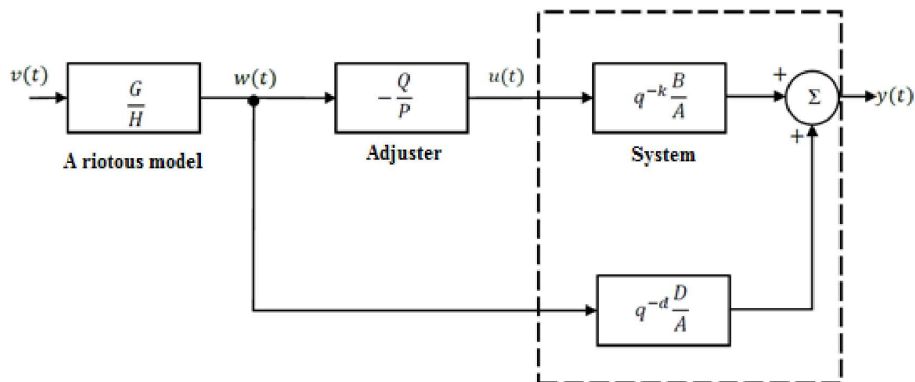 v(t)
G
H
A riotous model
w(t)
− Q
P
Adjuster
u(t)
q⁻ᵏ B
A
System
+
+
Σ
y(t)
q⁻ᵈ D
A